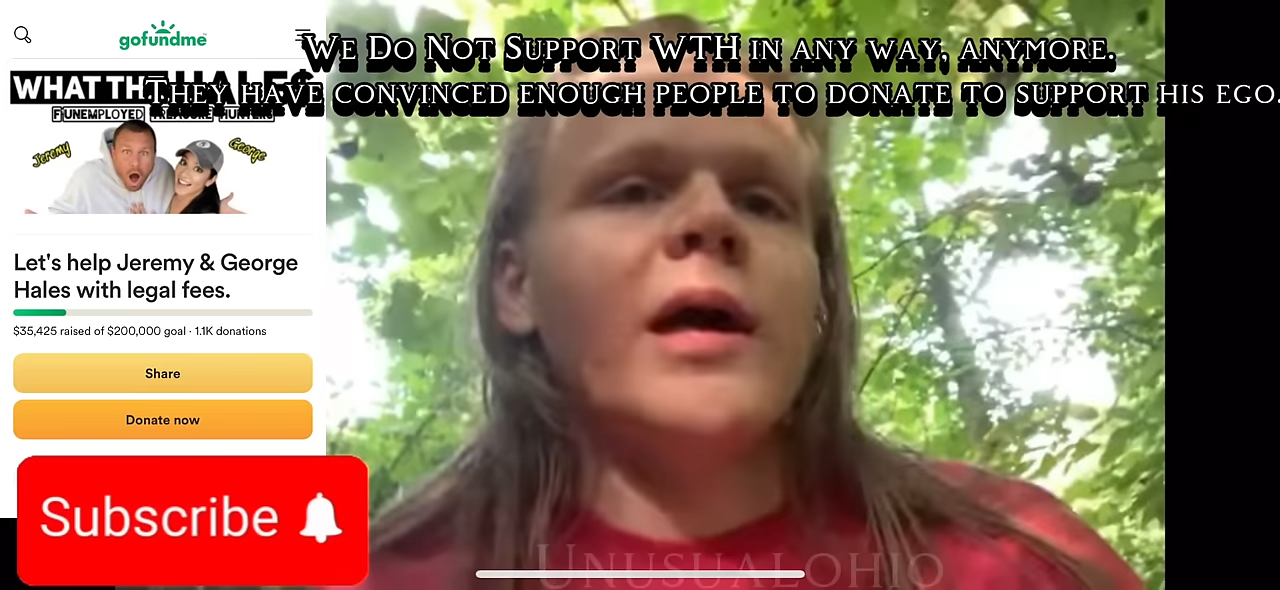 gofundme
We Do Not Support WTH in any way, anymore.
They have convinced enough people to donate to support his ego.
WHAT THE HALE$
FUNEMPLOYED TREASURE HUNTERS
Jeremy
George
Let's help Jeremy & George
Hales with legal fees.
$35,425 raised of $200,000 goal · 1.1K donations
Share
Donate now
Subscribe
Unusualohio